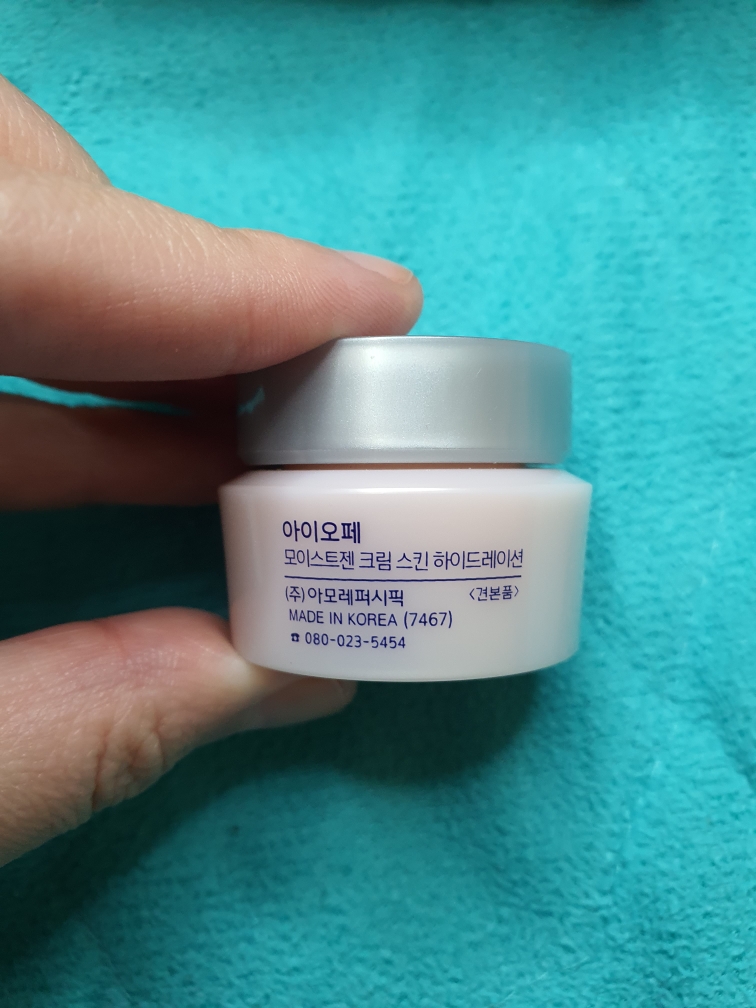 아이오페
모이스트젠 크림 스킨 하이드레이션
(주)아모레퍼시픽 <견본품>
MADE IN KOREA (7467)
☎ 080-023-5454